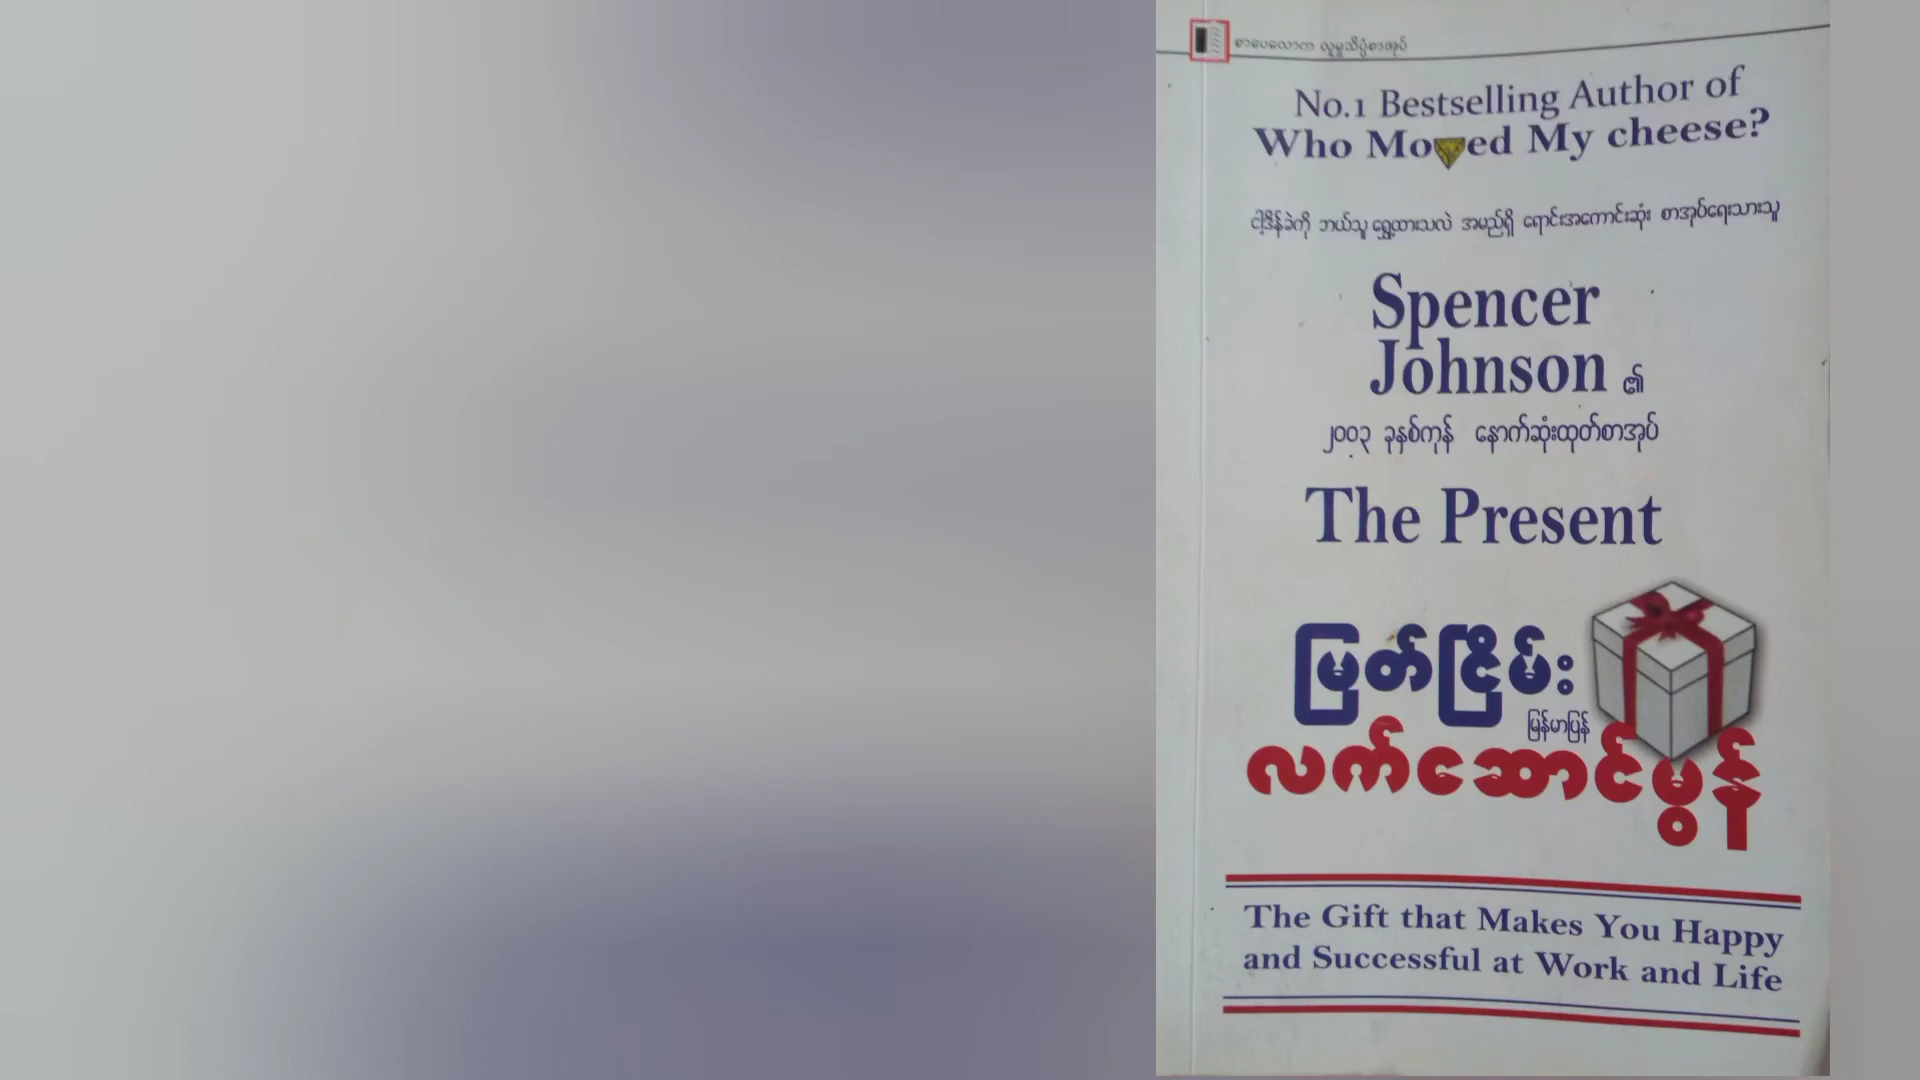 စာပေလောက လူမှုသိပ္ပံစာအုပ်
No.1 Bestselling Author of
Who Moved My cheese?
ငါ့ဒိန်ခဲကို ဘယ်သူ ရွှေ့ထားသလဲ အမည်ရှိ ရောင်းအကောင်းဆုံး စာအုပ်ရေးသားသူ
Spencer
Johnson ၏
၂၀၀၃ ခုနှစ်ကုန် နောက်ဆုံးထုတ်စာအုပ်
The Present
မြတ်ငြိမ်း
မြန်မာပြန်
လက်ဆောင်မွန်
The Gift that Makes You Happy
and Successful at Work and Life